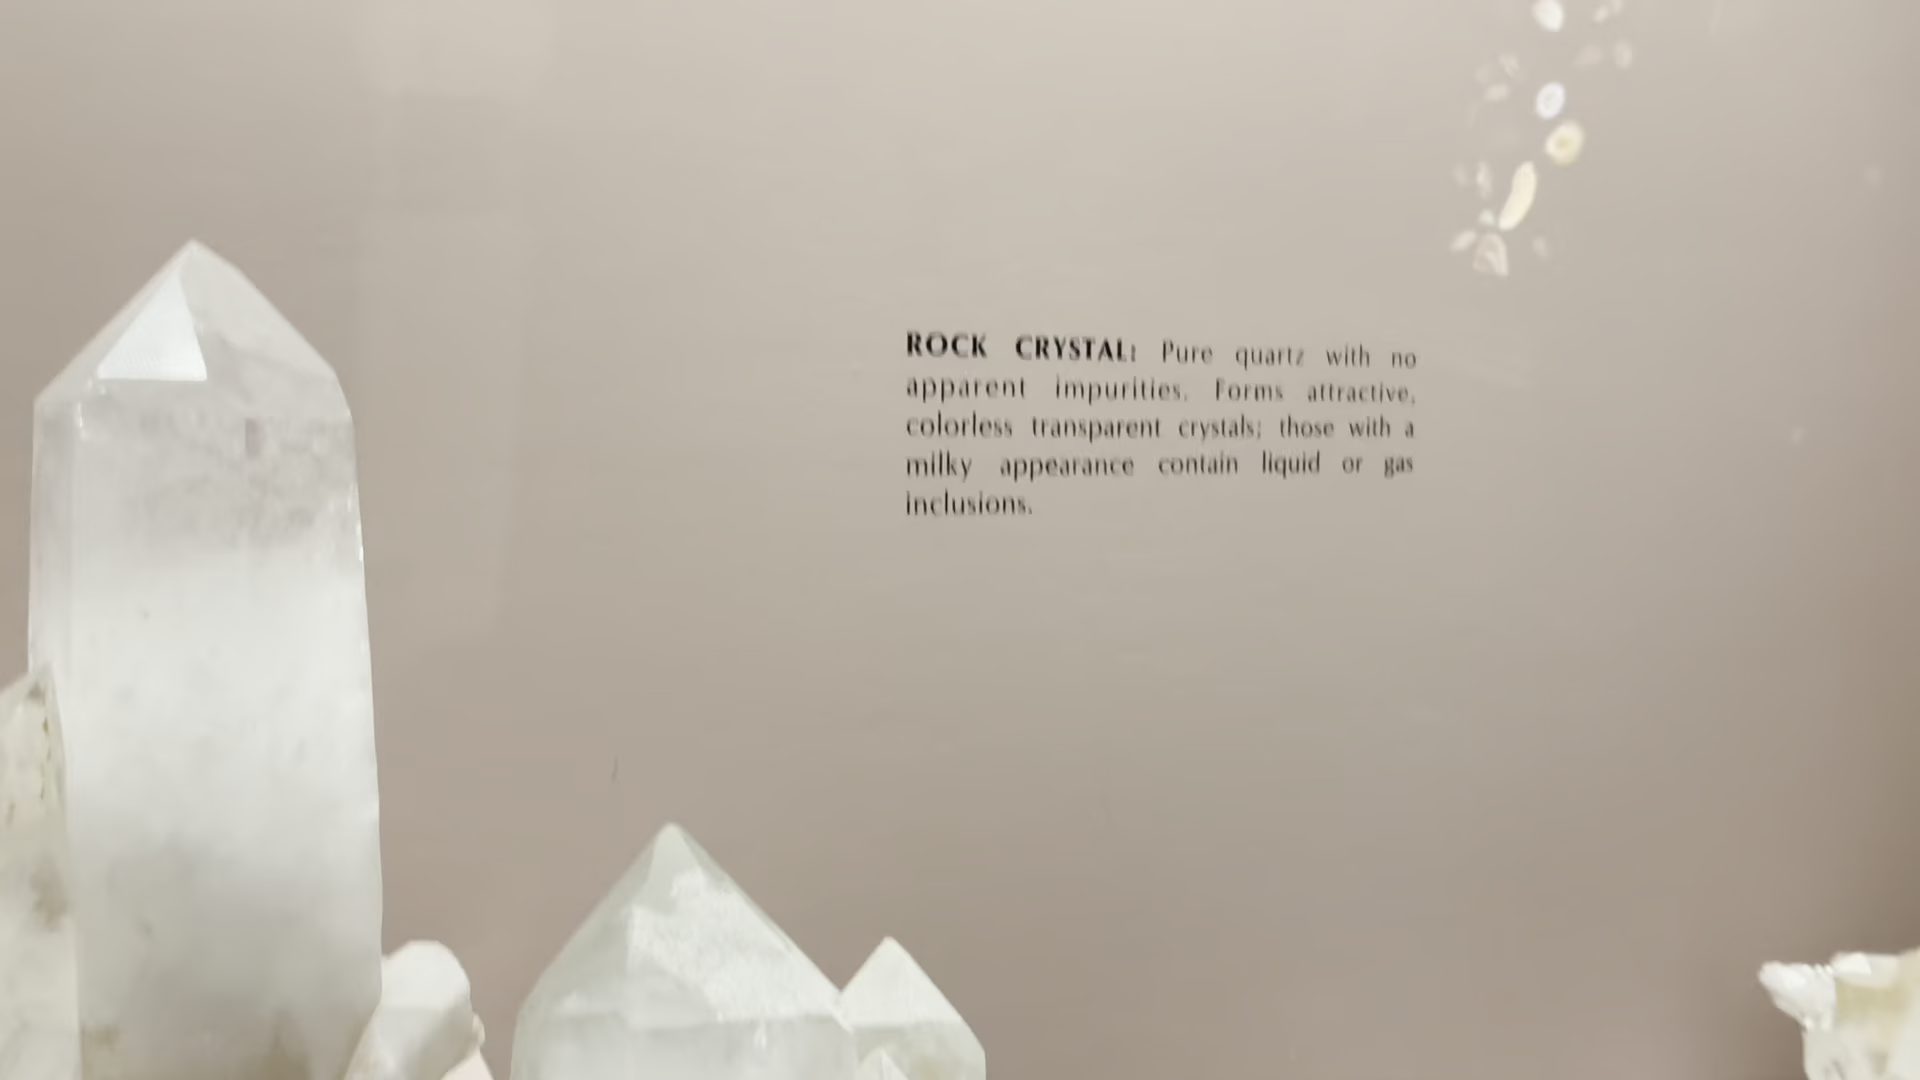 ROCK CRYSTAL: Pure quartz with no
apparent impurities. Forms attractive,
colorless transparent crystals; those with a
milky appearance contain liquid or gas
inclusions.